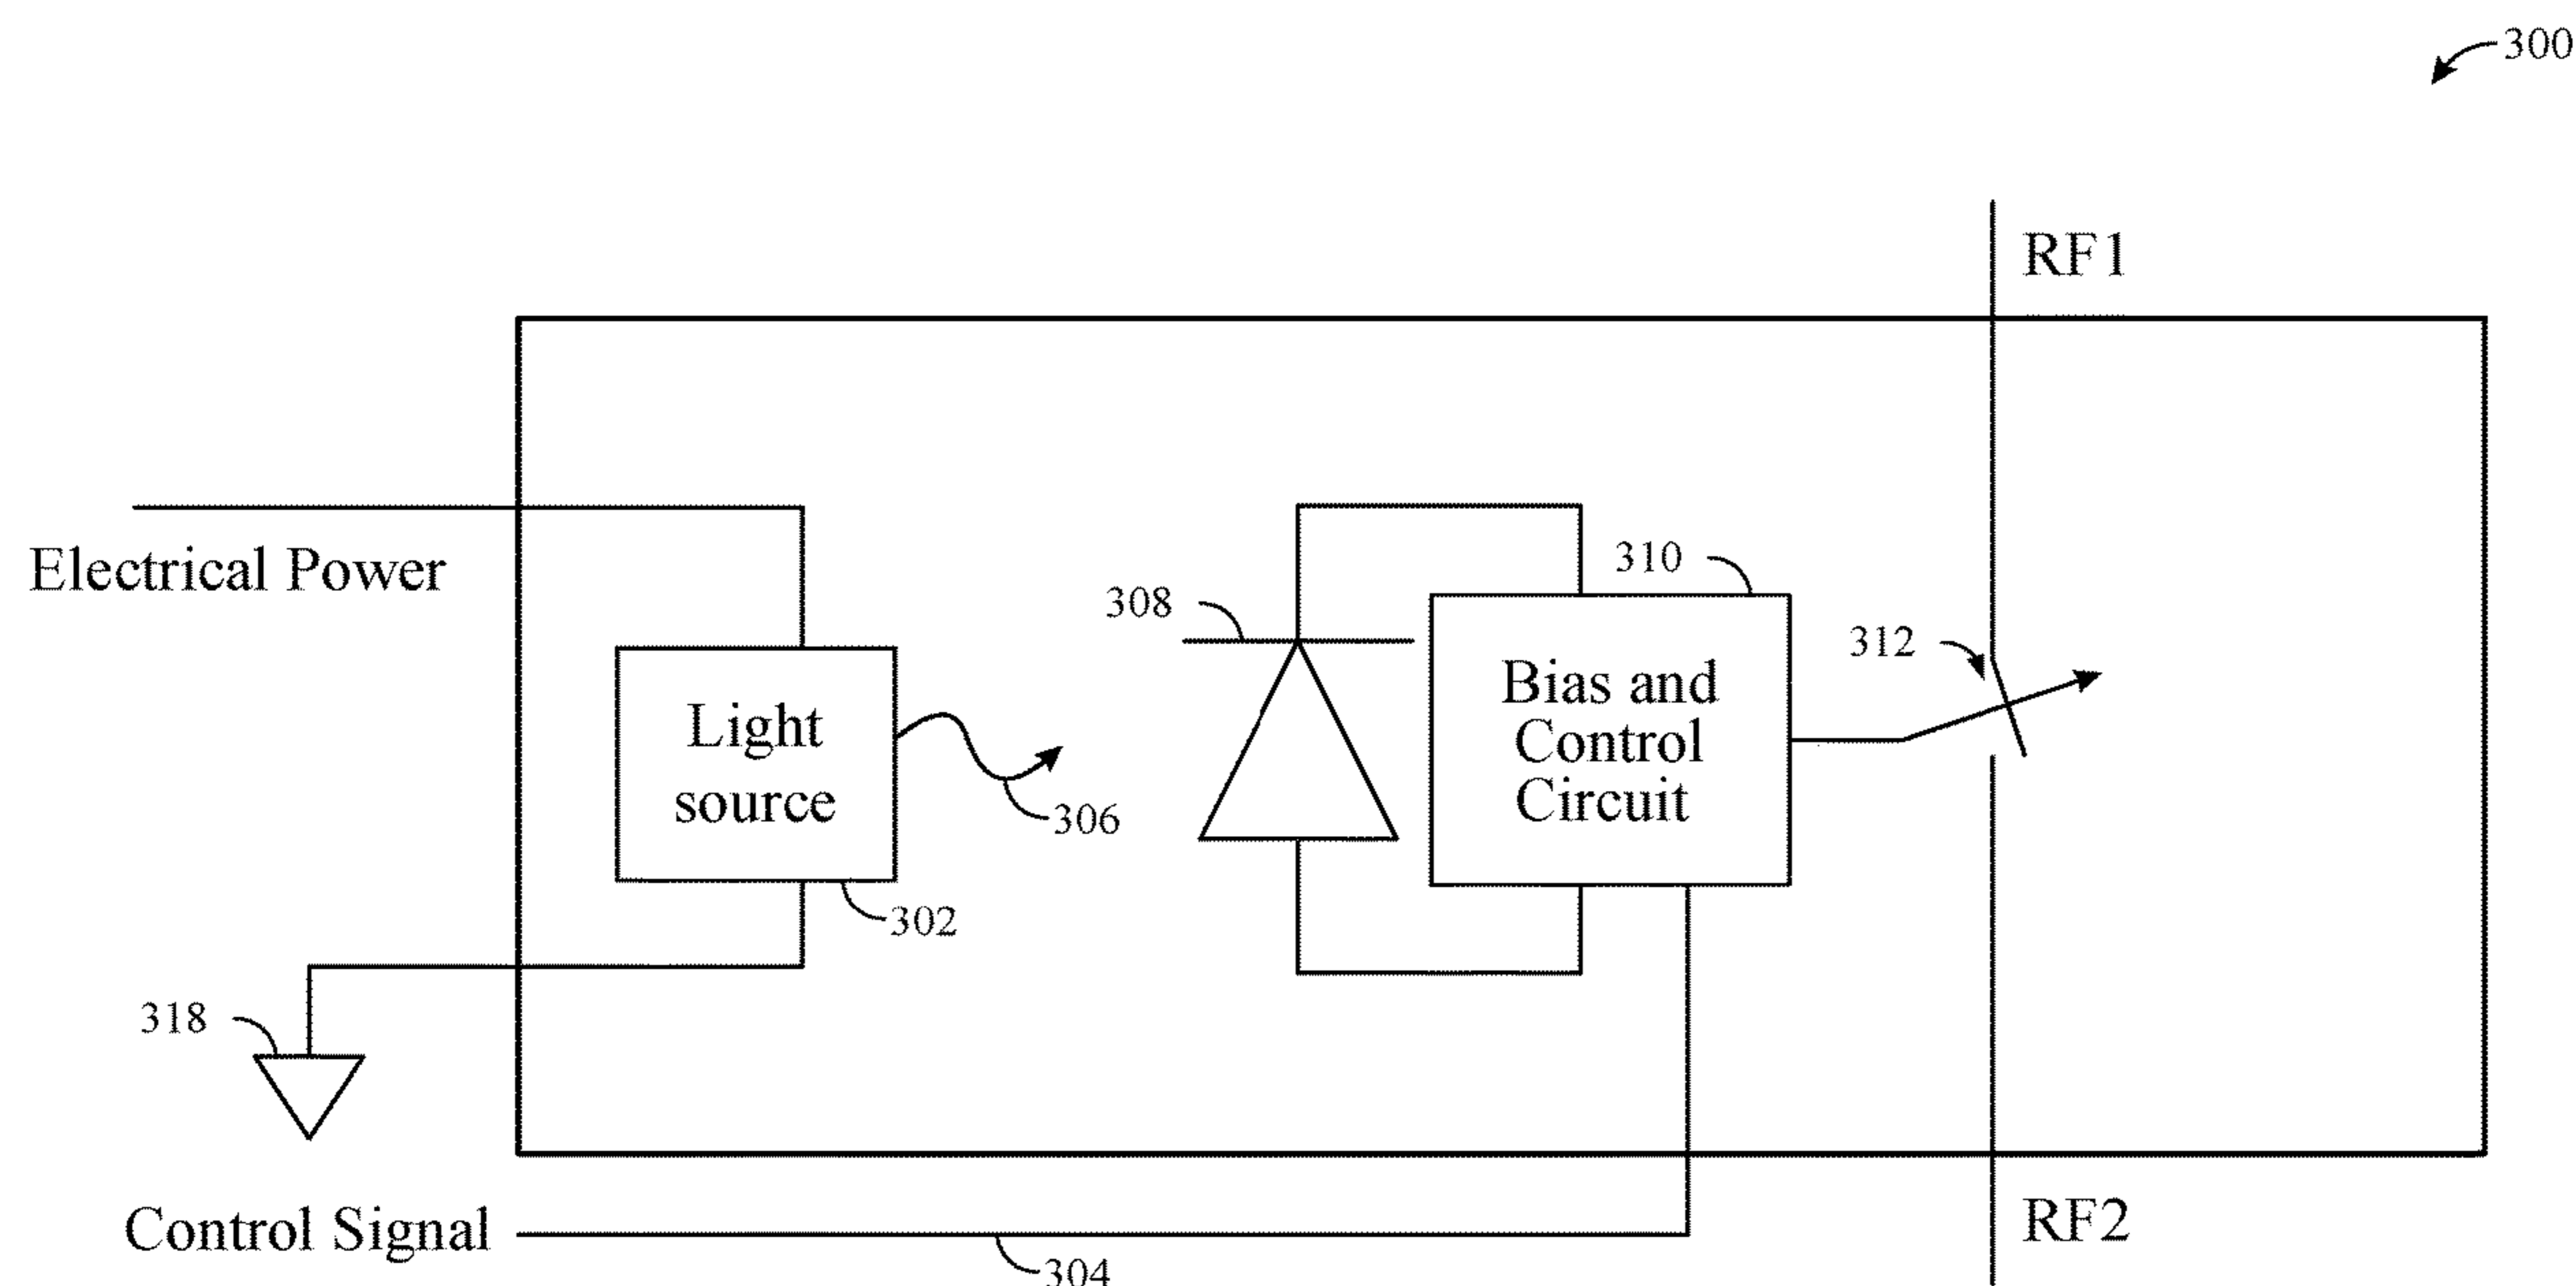 300
RF1
Electrical Power
310
308
312
Bias and
Control
Circuit
Light
source
306
302
318
RF2
Control Signal
304